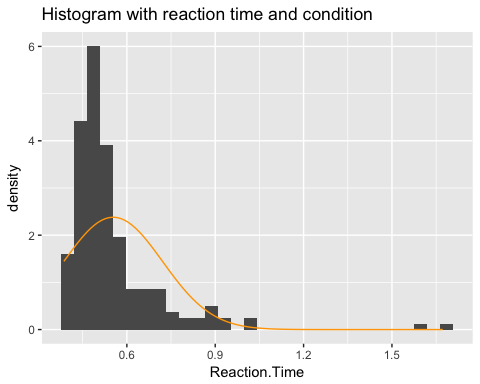 Histogram with reaction time and condition
density
6
4
2
0
0.6 0.9 1.2 1.5
Reaction.Time